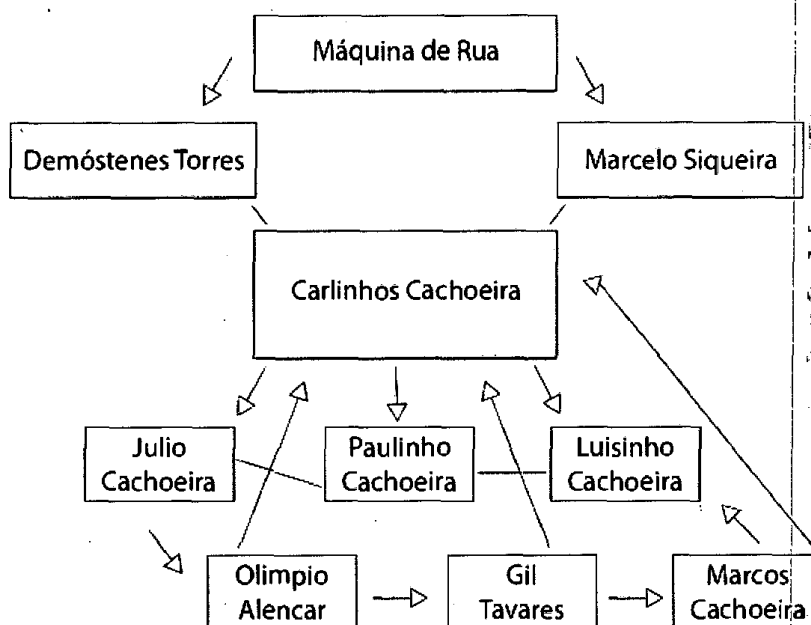 Máquina de Rua
Demóstenes Torres
Marcelo Siqueira
Carlinhos Cachoeira
Julio
Cachoeira
Paulinho
Cachoeira
Luisinho
Cachoeira
Olimpio
Alencar
Gil
Tavares
Marcos
Cachoeira